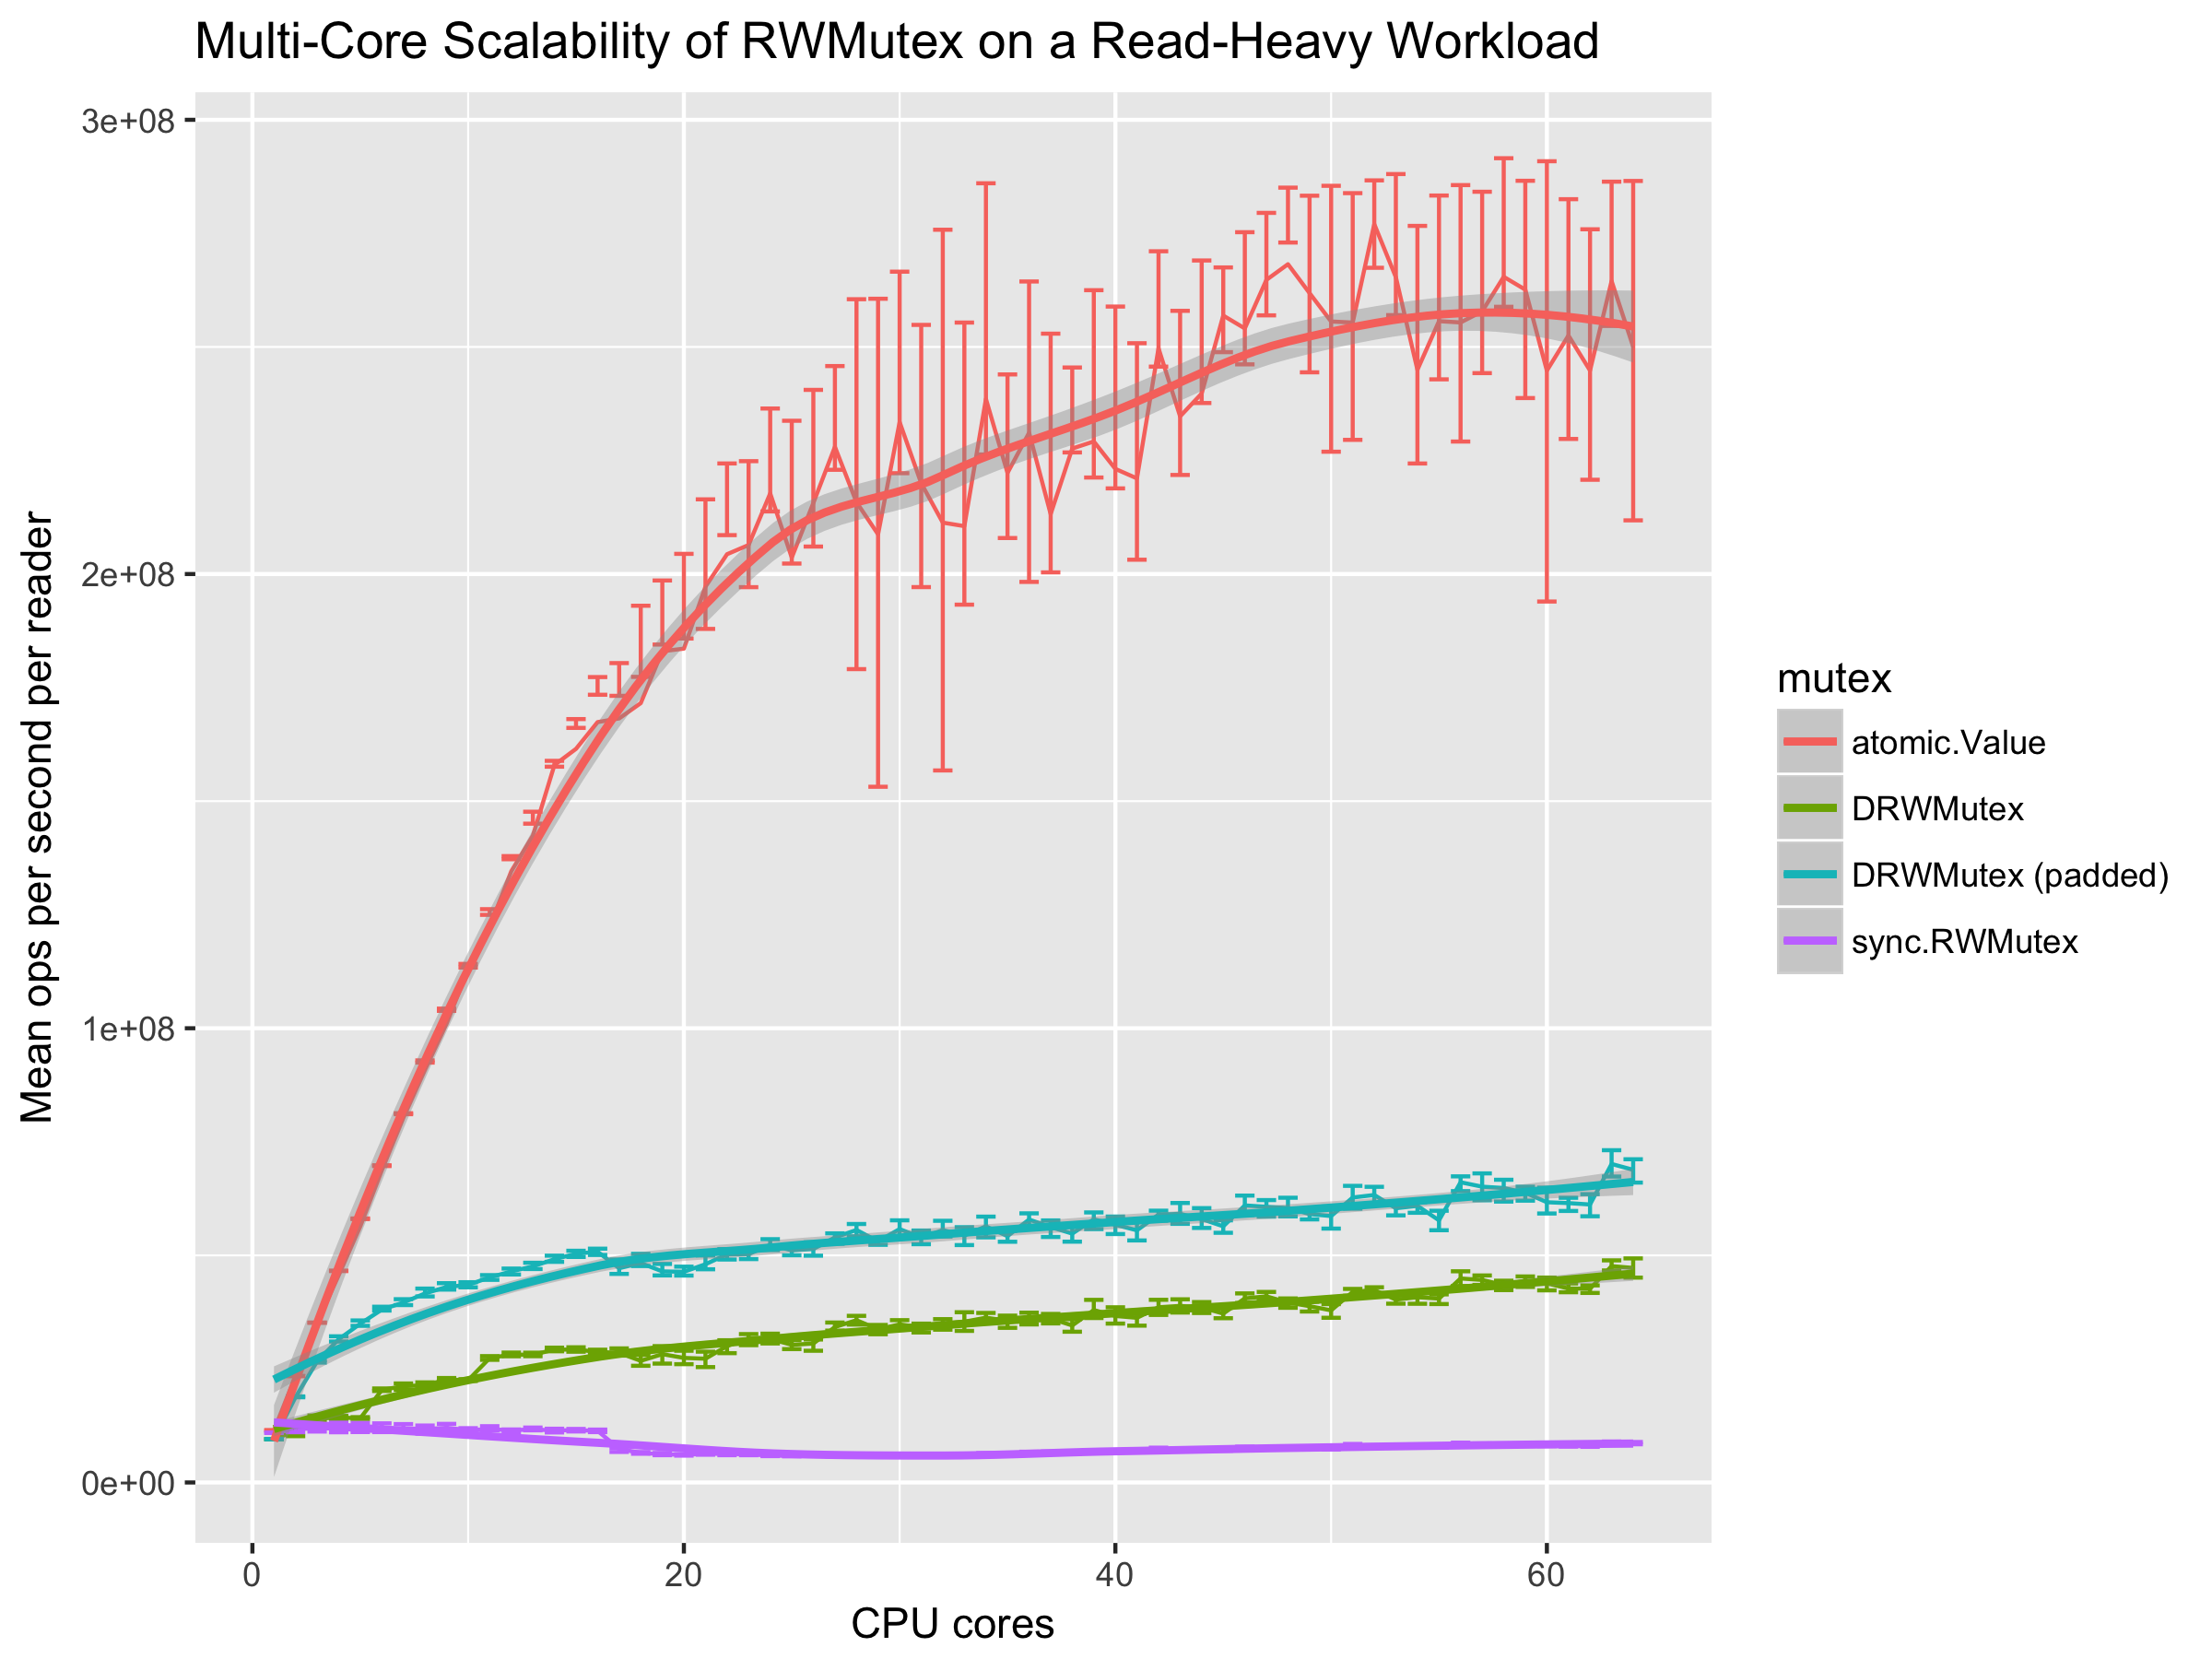 Multi-Core Scalability of RWMutex on a Read-Heavy Workload
3e+08
2e+08
1e+08
0e+00
Mean ops per second per reader
0
20
40
60
CPU cores
mutex
atomic.Value
DRWMutex
DRWMutex (padded)
sync.RWMutex